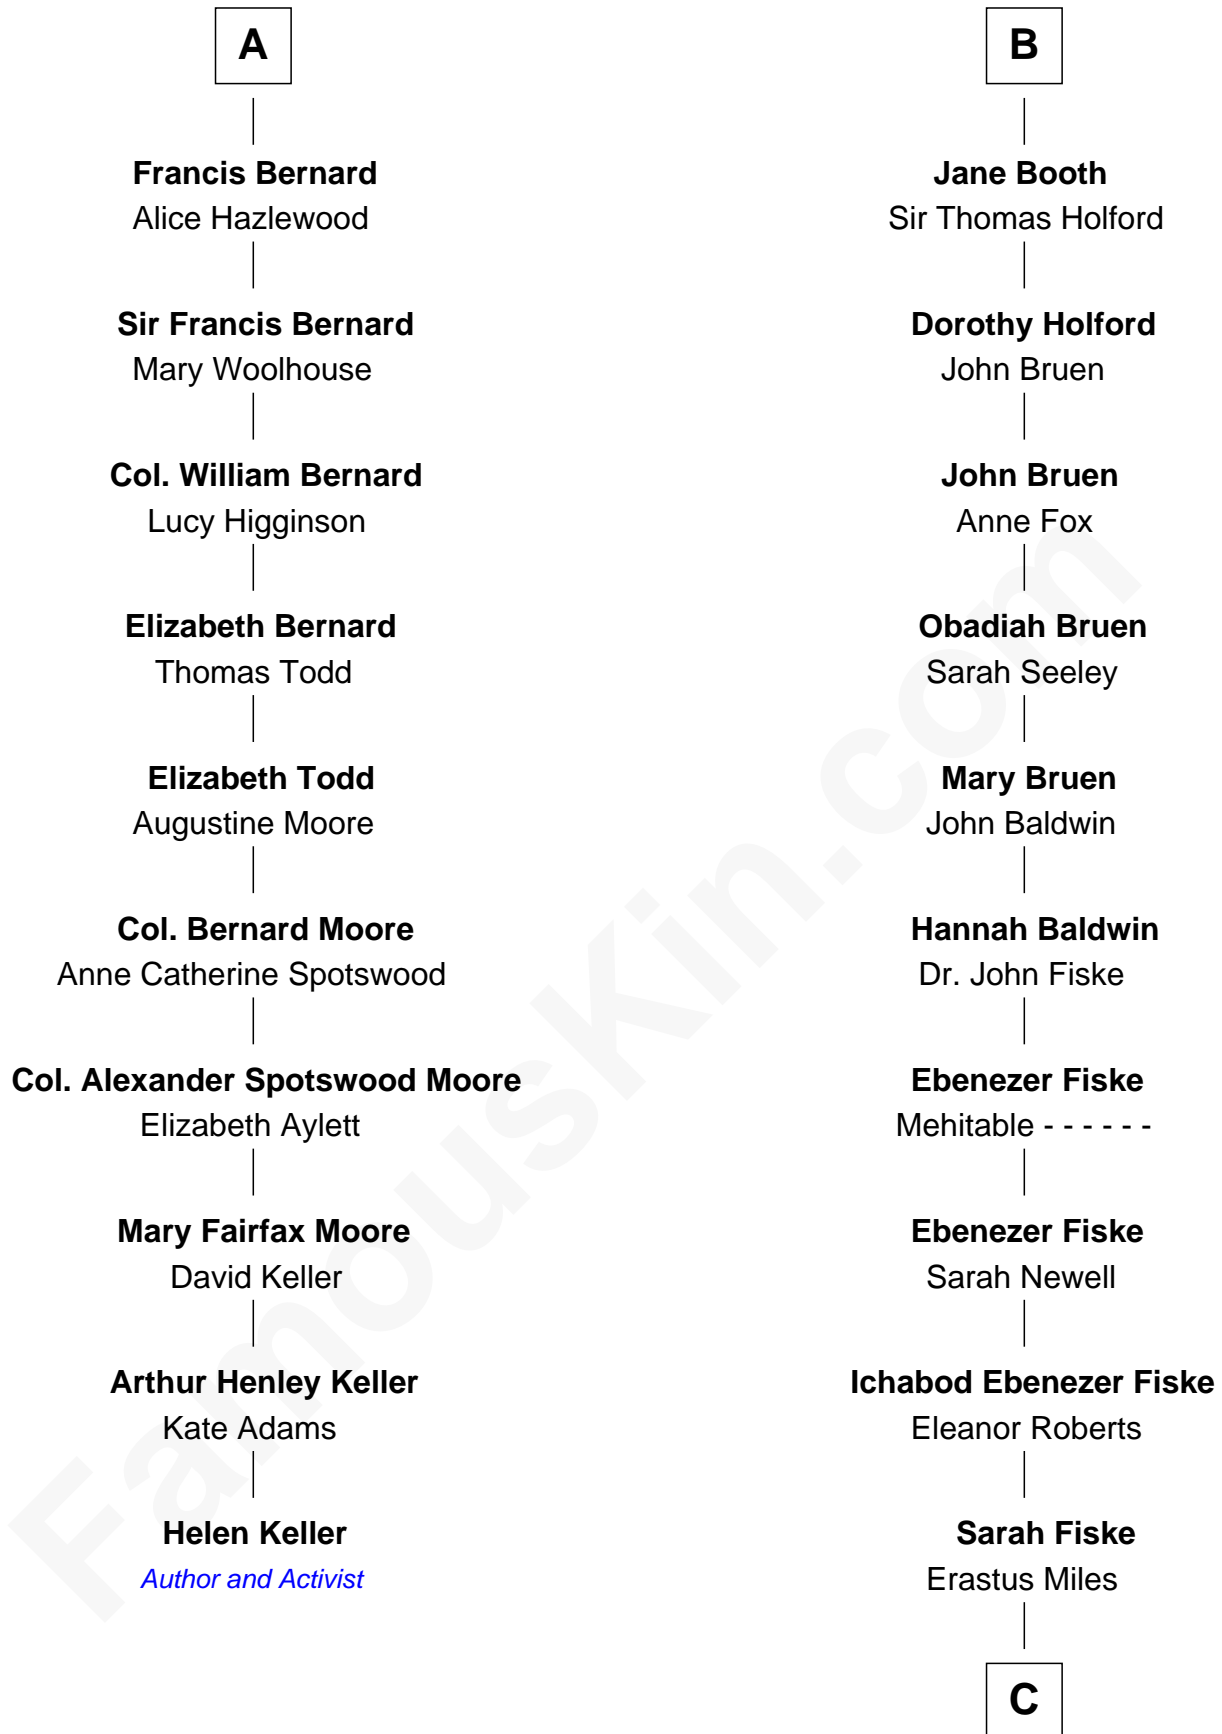 A
Francis Bernard
Alice Hazlewood
Sir Francis Bernard
Mary Woolhouse
Col. William Bernard
Lucy Higginson
Elizabeth Bernard
Thomas Todd
Elizabeth Todd
Augustine Moore
Col. Bernard Moore
Anne Catherine Spotswood
Col. Alexander Spotswood Moore
Elizabeth Aylett
Mary Fairfax Moore
David Keller
Arthur Henley Keller
Kate Adams
Helen Keller
Author and Activist
B
Jane Booth
Sir Thomas Holford
Dorothy Holford
John Bruen
John Bruen
Anne Fox
Obadiah Bruen
Sarah Seeley
Mary Bruen
John Baldwin
Hannah Baldwin
Dr. John Fiske
Ebenezer Fiske
Mehitable - - - - - -
Ebenezer Fiske
Sarah Newell
Ichabod Ebenezer Fiske
Eleanor Roberts
Sarah Fiske
Erastus Miles
C
FamousKin.com